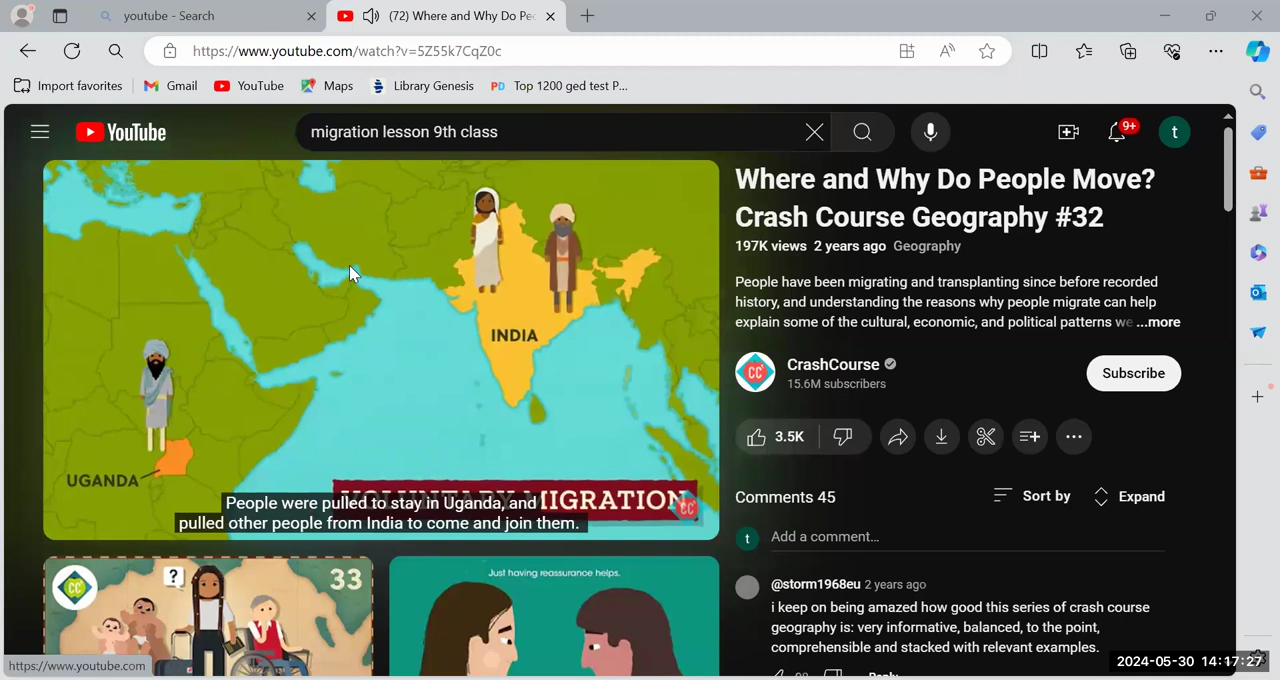 youtube - Search
(72) Where and Why Do Pec
https://www.youtube.com/watch?v=5Z55k7CqZ0c
Import favorites
Gmail
YouTube
Maps
Library Genesis
PD Top 1200 ged test P...
YouTube
migration lesson 9th class
9+
t
INDIA
UGANDA
VOLUNTARY MIGRATION
CC
People were pulled to stay in Uganda, and
pulled other people from India to come and join them.
Where and Why Do People Move?
Crash Course Geography #32
197K views 2 years ago Geography
People have been migrating and transplanting since before recorded
history, and understanding the reasons why people migrate can help
explain some of the cultural, economic, and political patterns we ...more
CC
CrashCourse
15.6M subscribers
Subscribe
3.5K
Comments 45
Sort by
Expand
t
Add a comment...
@storm1968eu 2 years ago
i keep on being amazed how good this series of crash course
geography is: very informative, balanced, to the point,
comprehensible and stacked with relevant examples.
Reply
CC
?
33
Just having reassurance helps.
https://www.youtube.com
2024-05-30 14:17:27